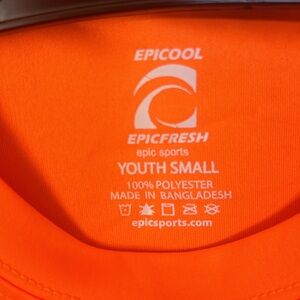 EPICOOL
EPICFRESH
epic sports
YOUTH SMALL
100% POLYESTER
MADE IN BANGLADESH
epicsports.com